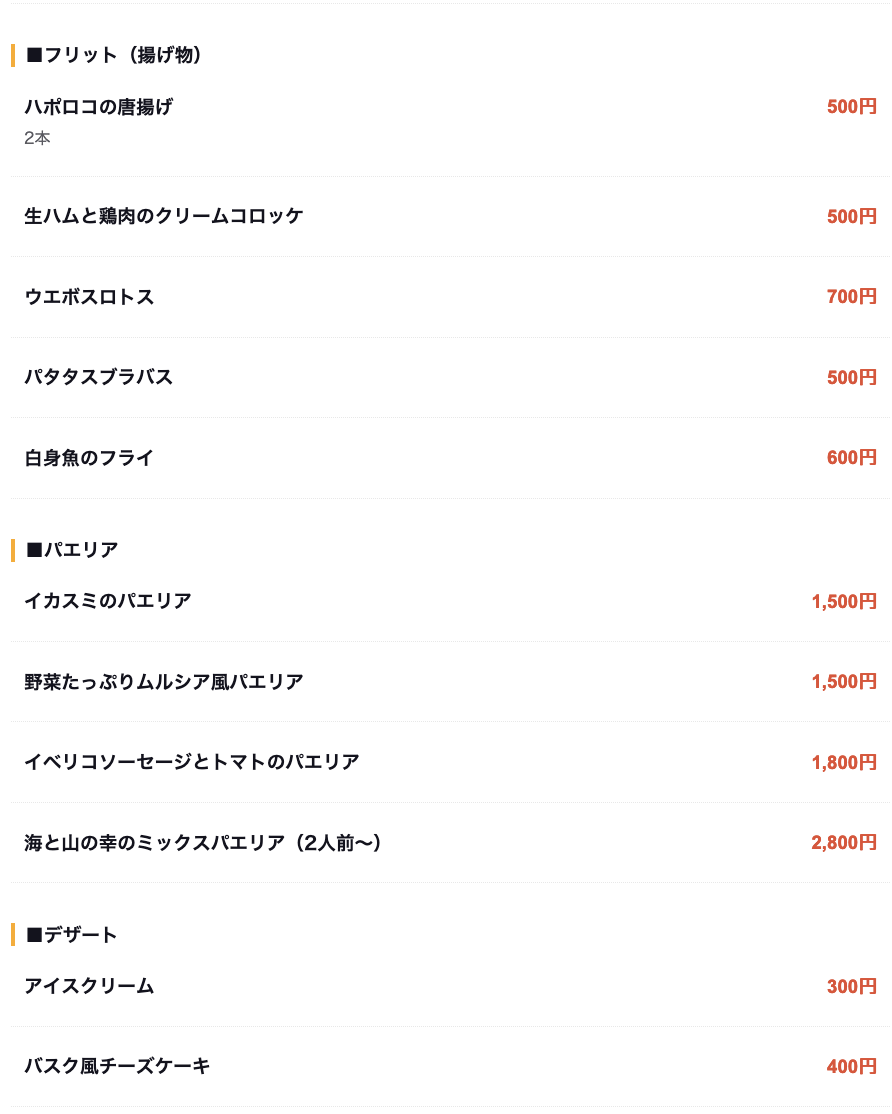 ■フリット（揚げ物）
ハポロコの唐揚げ 500円
2本
生ハムと鶏肉のクリームコロッケ 500円
ウエボスロトス 700円
パタタスブラバス 500円
白身魚のフライ 600円
■パエリア
イカスミのパエリア 1,500円
野菜たっぷりムルシア風パエリア 1,500円
イベリコソーセージとトマトのパエリア 1,800円
海と山の幸のミックスパエリア（2人前〜） 2,800円
■デザート
アイスクリーム 300円
バスク風チーズケーキ 400円